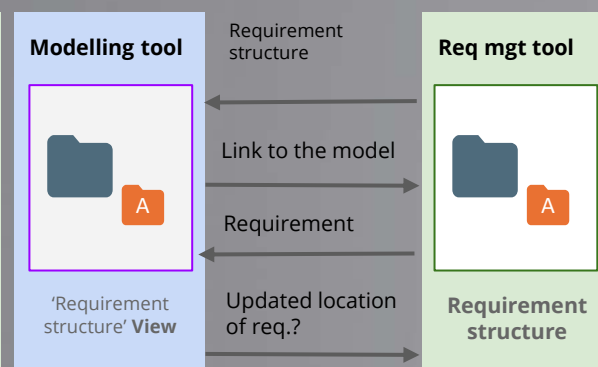 Modelling tool
Requirement
structure
Req mgt tool
A
Link to the model
A
Requirement
'Requirement
structure' View
Updated location
of req.?
Requirement
structure